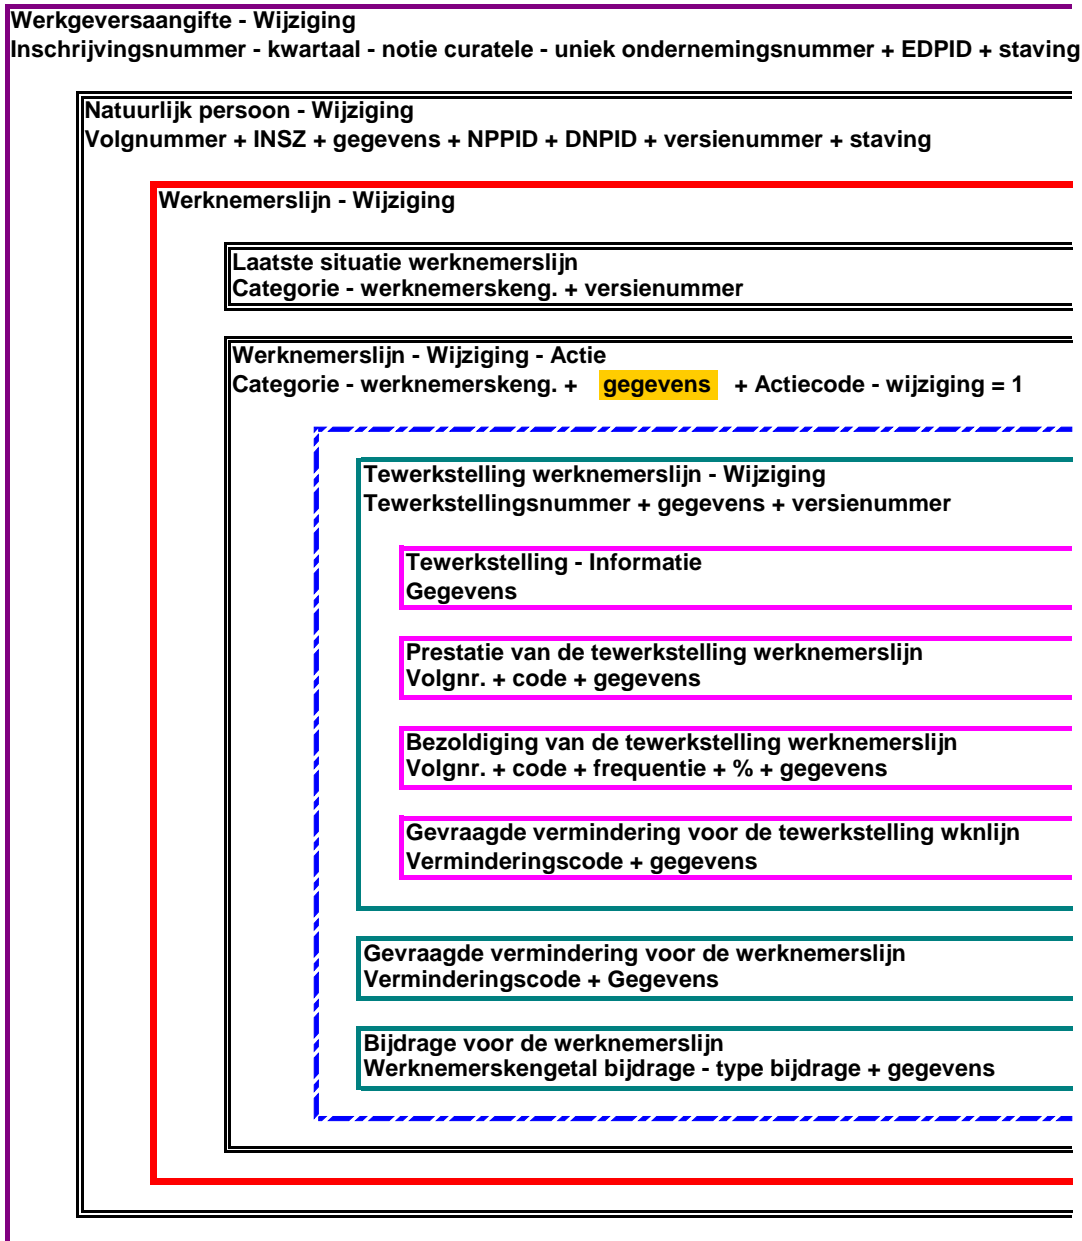 Werkgeversaangifte - Wijziging
Inschrijvingsnummer - kwartaal - notie curatele - uniek ondernemingsnummer + EDPID + staving
Natuurlijk persoon - Wijziging
Volgnummer + INSZ + gegevens + NPPID + DNPID + versienummer + staving
Werknemerslijn - Wijziging
Laatste situatie werknemerslijn
Categorie - werknemerskeng. + versienummer
Werknemerslijn - Wijziging - Actie
Categorie - werknemerskeng. + gegevens + Actiecode - wijziging = 1
Tewerkstelling werknemerslijn - Wijziging
Tewerkstellingsnummer + gegevens + versienummer
Tewerkstelling - Informatie
Gegevens
Prestatie van de tewerkstelling werknemerslijn
Volgnr. + code + gegevens
Bezoldiging van de tewerkstelling werknemerslijn
Volgnr. + code + frequentie + % + gegevens
Gevraagde vermindering voor de tewerkstelling wknlijn
Verminderingscode + gegevens
Gevraagde vermindering voor de werknemerslijn
Verminderingscode + Gegevens
Bijdrage voor de werknemerslijn
Werknemerskengetal bijdrage - type bijdrage + gegevens